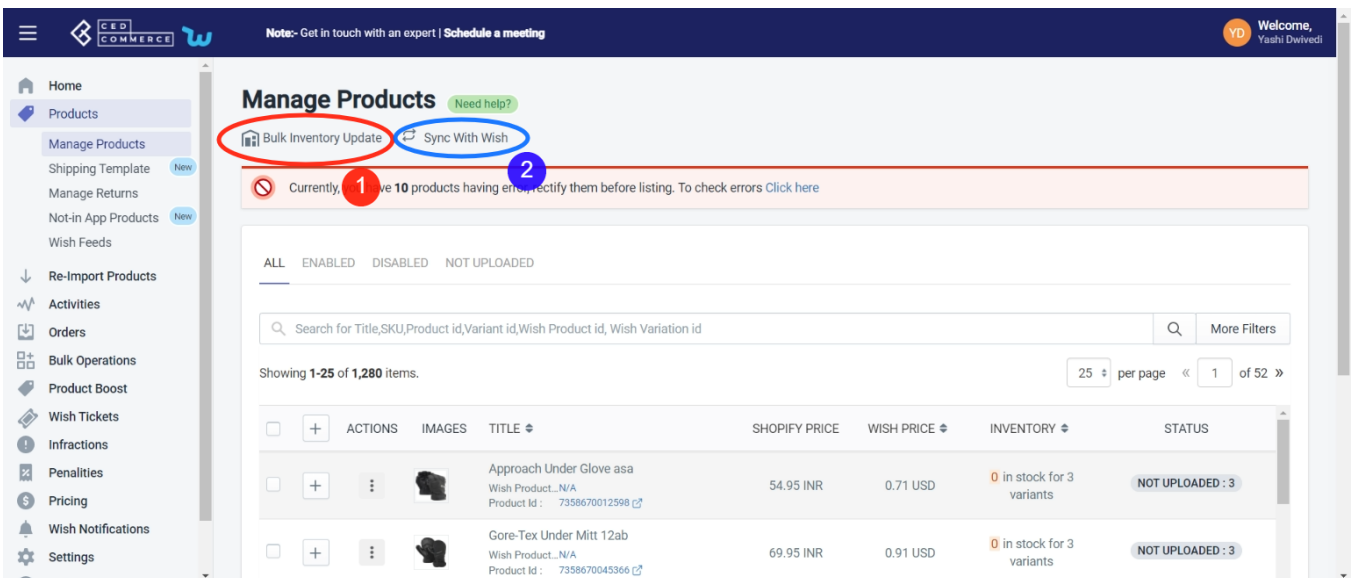 CED COMMERCE
Note:- Get in touch with an expert | Schedule a meeting
YD
Welcome,
Yashi Dwivedi
Home
Products
Manage Products
Shipping Template New
Manage Returns
Not-in App Products New
Wish Feeds
Re-Import Products
Activities
Orders
Bulk Operations
Product Boost
Wish Tickets
Infractions
Penalities
Pricing
Wish Notifications
Settings
Manage Products Need help?
Bulk Inventory Update Sync With Wish
1
2
Currently, have 10 products having error, rectify them before listing. To check errors Click here
ALL ENABLED DISABLED NOT UPLOADED
Search for Title,SKU,Product id,Variant id,Wish Product id, Wish Variation id
More Filters
Showing 1-25 of 1,280 items.
25 per page « 1 of 52 »
ACTIONS IMAGES TITLE SHOPIFY PRICE WISH PRICE INVENTORY STATUS
Approach Under Glove asa
Wish Product...N/A
Product Id : 7358670012598
54.95 INR
0.71 USD
0 in stock for 3
variants
NOT UPLOADED : 3
Gore-Tex Under Mitt 12ab
Wish Product...N/A
Product Id : 7358670045366
69.95 INR
0.91 USD
0 in stock for 3
variants
NOT UPLOADED : 3